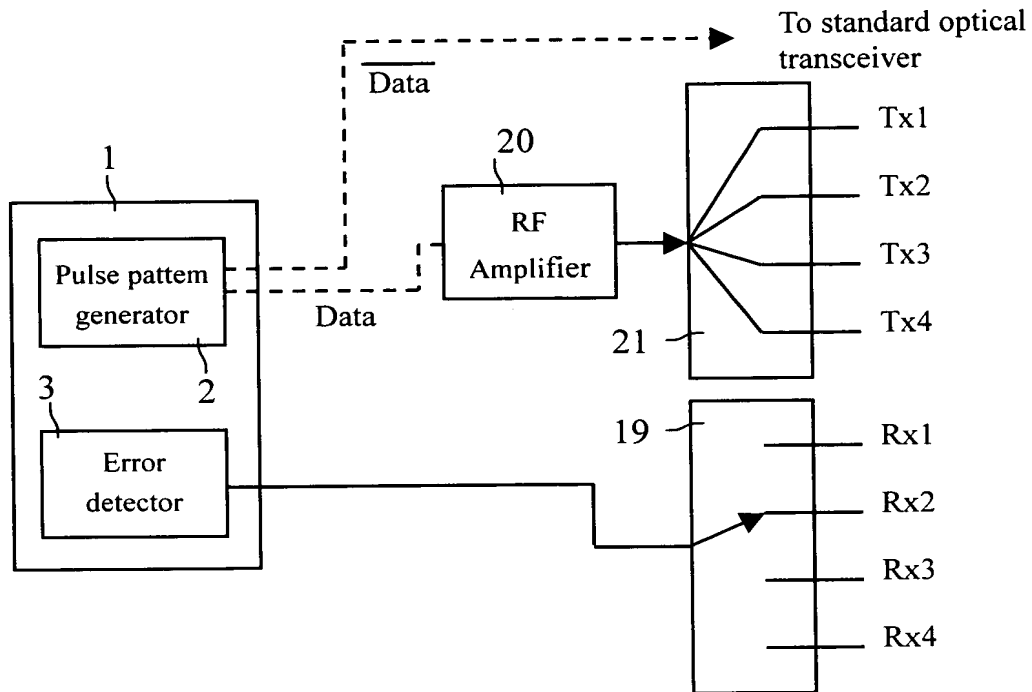 To standard optical
transceiver
Data
Tx1
20
1
RF
Amplifier
Tx2
Pulse pattem
generator
Tx3
Data
Tx4
21
2
3
19
Rx1
Error
detector
Rx2
Rx3
Rx4